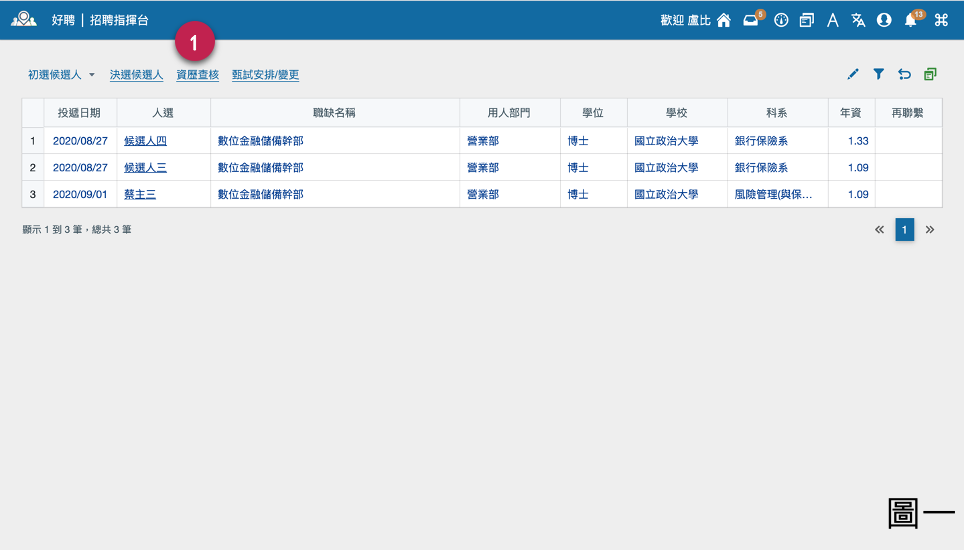 好聘 | 招聘指揮台
歡迎 盧比 8 13
1
初選候選人 決選候選人 資歷查核 甄試安排/變更
投遞日期 人選 職缺名稱 用人部門 學位 學校 科系 年資 再聯繫
1 2020/08/27 候選人四 數位金融儲備幹部 營業部 博士 國立政治大學 銀行保險系 1.33
2 2020/08/27 候選人三 數位金融儲備幹部 營業部 博士 國立政治大學 銀行保險系 1.09
3 2020/09/01 蔡主三 數位金融儲備幹部 營業部 博士 國立政治大學 風險管理(與保... 1.09
顯示 1 到 3 筆，總共 3 筆 « 1 »
圖一